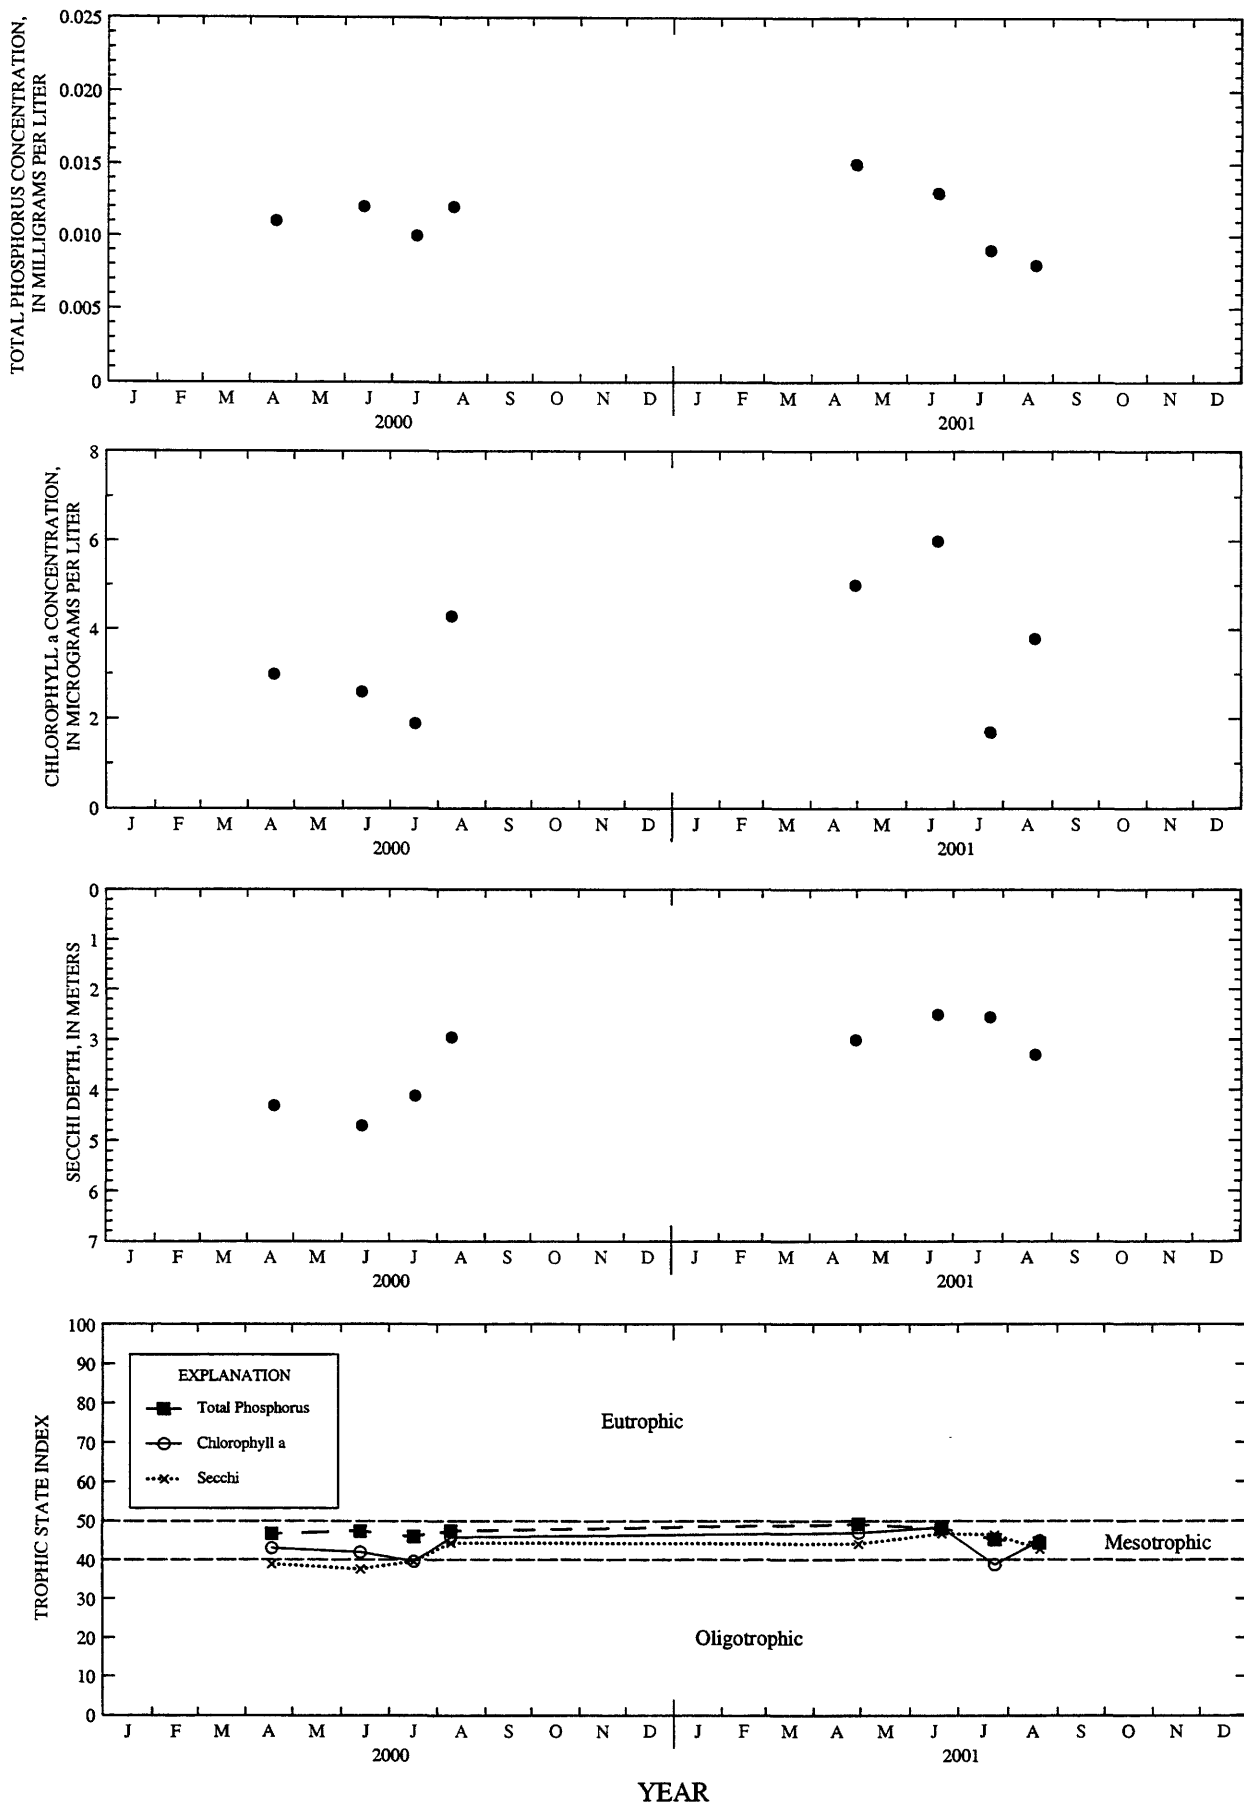 TOTAL PHOSPHORUS CONCENTRATION,
IN MILLIGRAMS PER LITER
0.025
0.020
0.015
0.010
0.005
0
J F M A M J J A S O N D J F M A M J J A S O N D
2000 2001
CHLOROPHYLL a CONCENTRATION,
IN MICROGRAMS PER LITER
8
6
4
2
0
J F M A M J J A S O N D J F M A M J J A S O N D
2000 2001
SECCHI DEPTH, IN METERS
0
1
2
3
4
5
6
7
J F M A M J J A S O N D J F M A M J J A S O N D
2000 2001
TROPHIC STATE INDEX
100
90
80
70
60
50
40
30
20
10
0
EXPLANATION
Total Phosphorus
Chlorophyll a
Secchi
Eutrophic
Mesotrophic
Oligotrophic
J F M A M J J A S O N D J F M A M J J A S O N D
2000 2001
YEAR